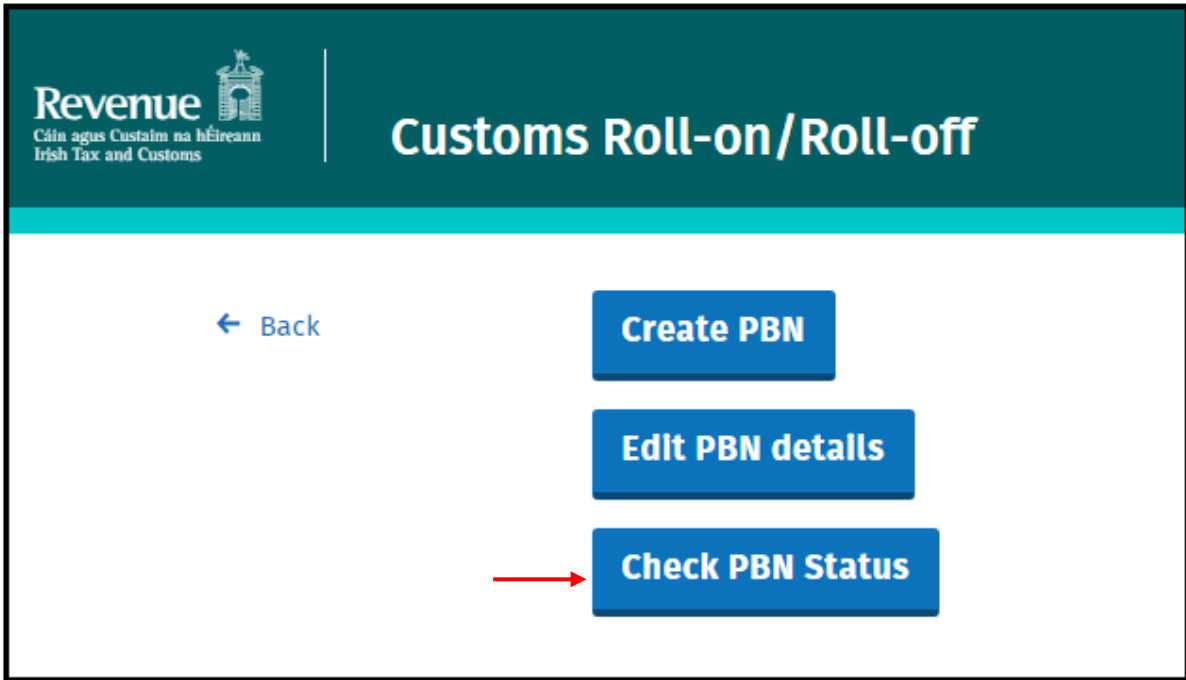 Revenue
Cáin agus Custaim na hÉireann
Irish Tax and Customs
Customs Roll-on/Roll-off
← Back
Create PBN
Edit PBN details
Check PBN Status